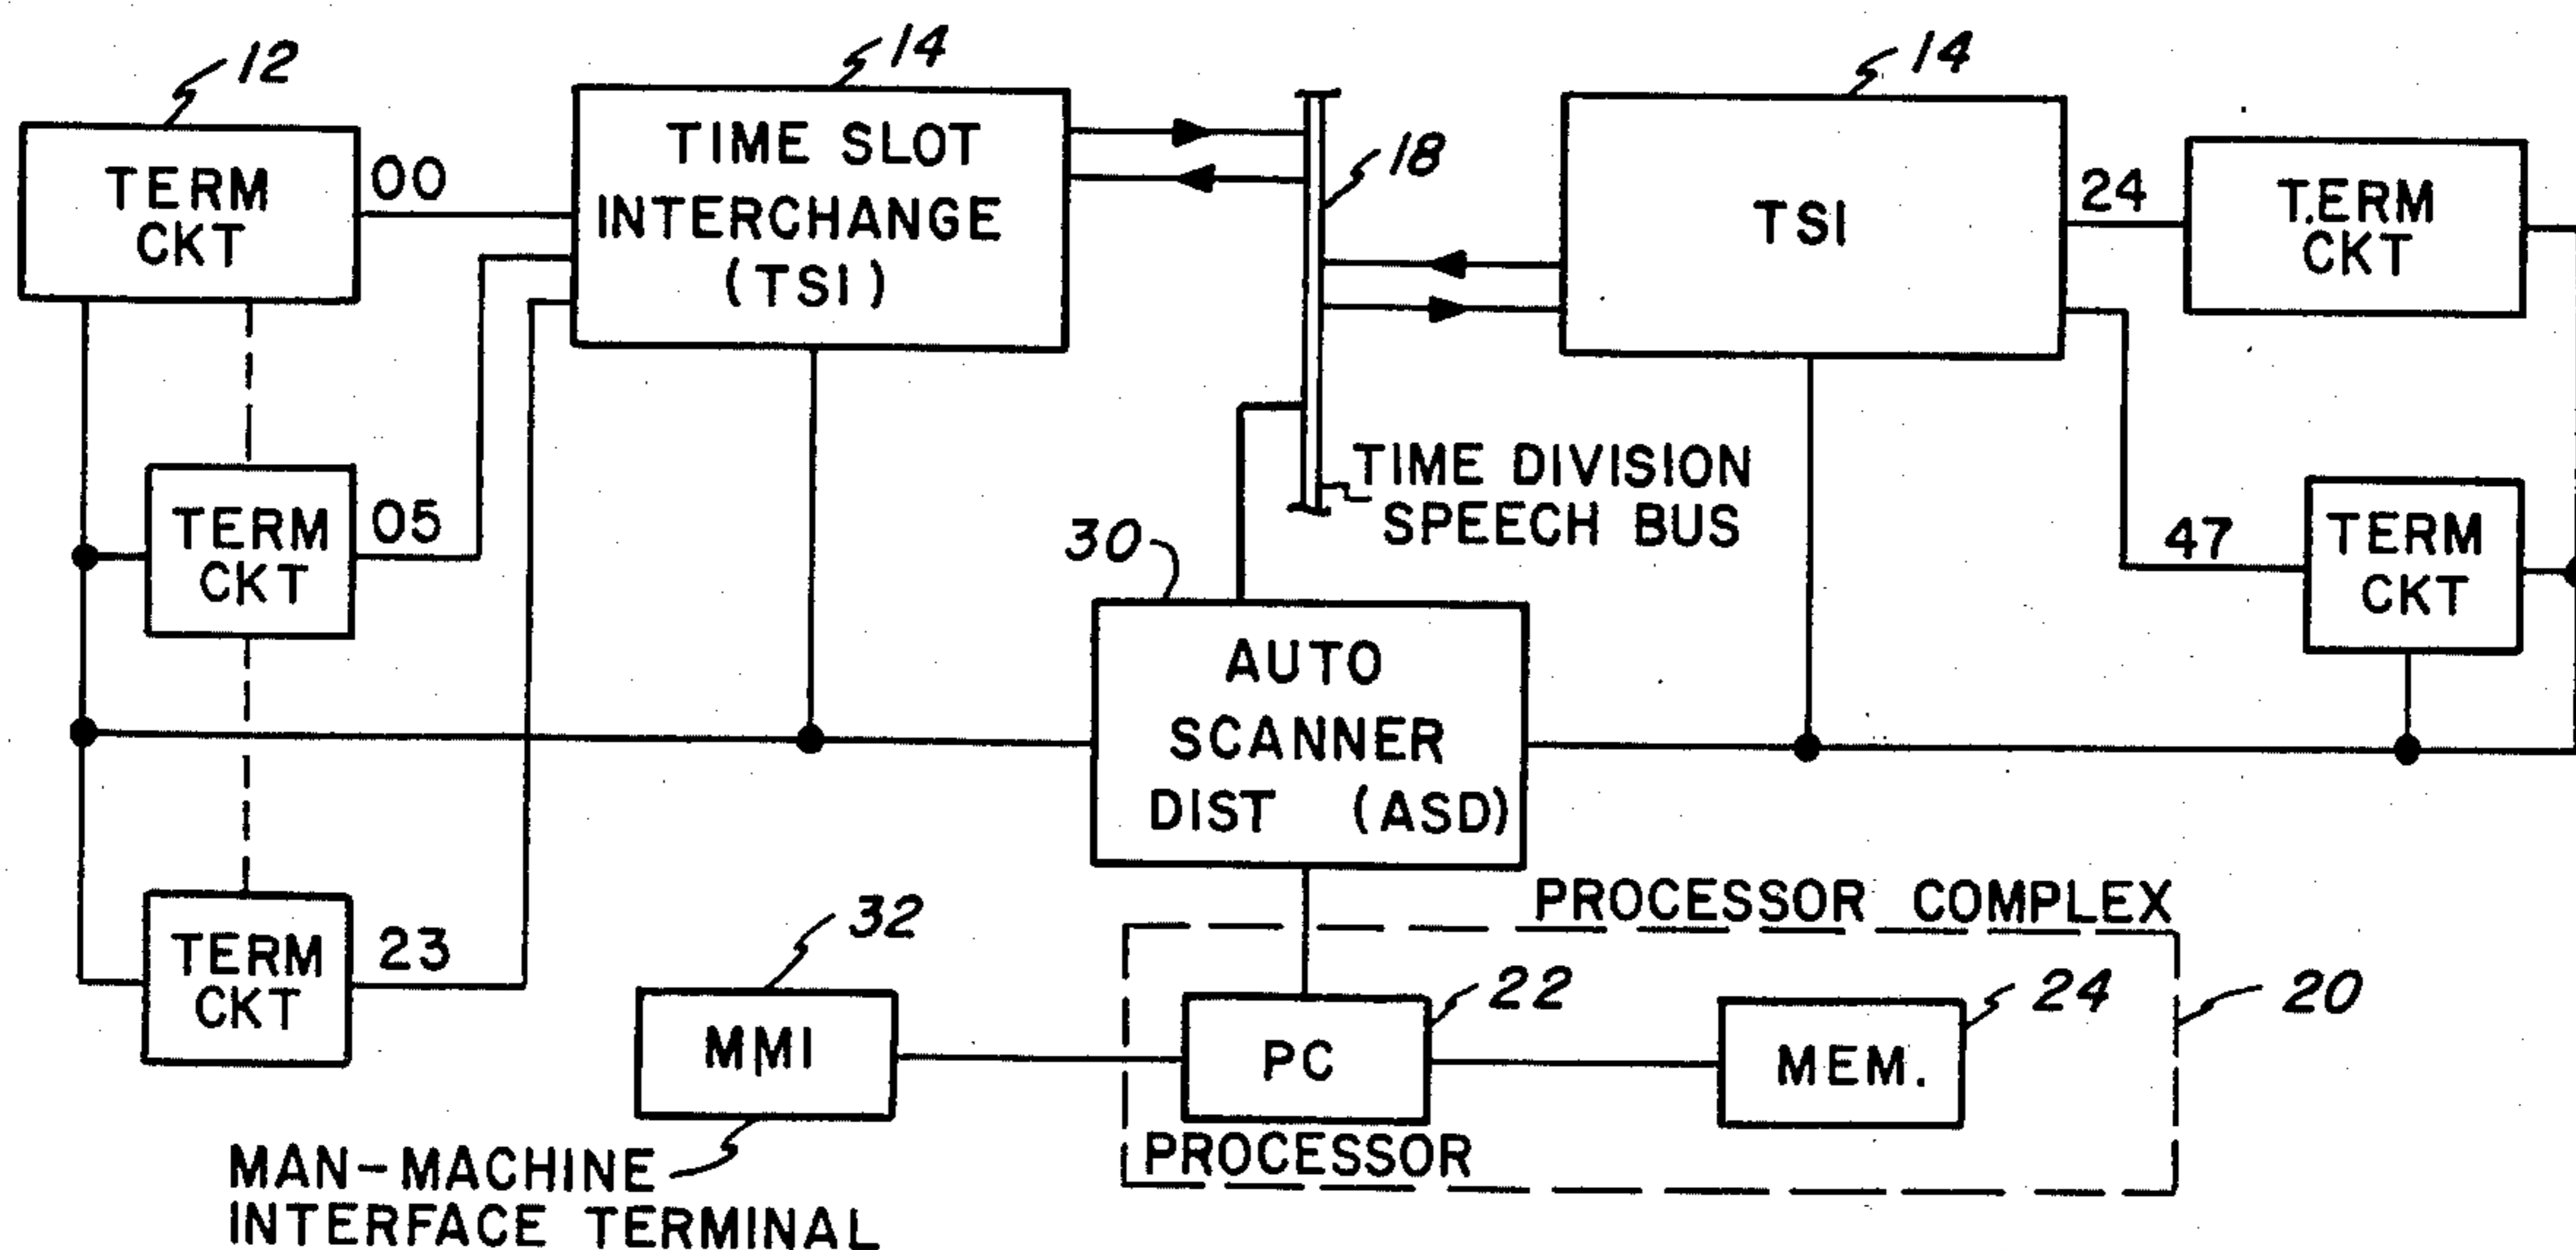 12
14
14
TERM
CKT
00
TIME SLOT
INTERCHANGE
(TSI)
18
TSI
24
TERM
CKT
TERM
CKT
05
TIME DIVISION
SPEECH BUS
30
47
TERM
CKT
AUTO
SCANNER
DIST (ASD)
TERM
CKT
23
32
MMI
MAN-MACHINE
INTERFACE TERMINAL
PROCESSOR COMPLEX
22
24
20
PC
MEM.
PROCESSOR